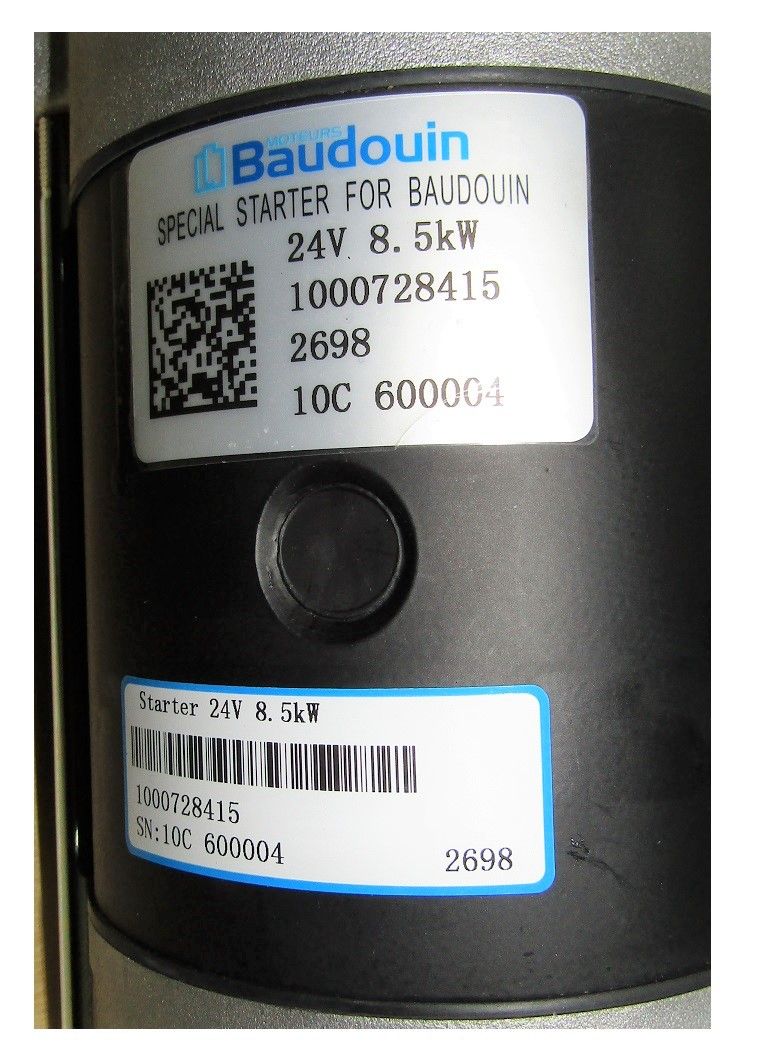 MOTEURS
Baudouin
SPECIAL STARTER FOR BAUDOUIN
24V 8.5kW
1000728415
2698
10C 600004
Starter 24V 8.5kW
1000728415
SN:10C 600004
2698